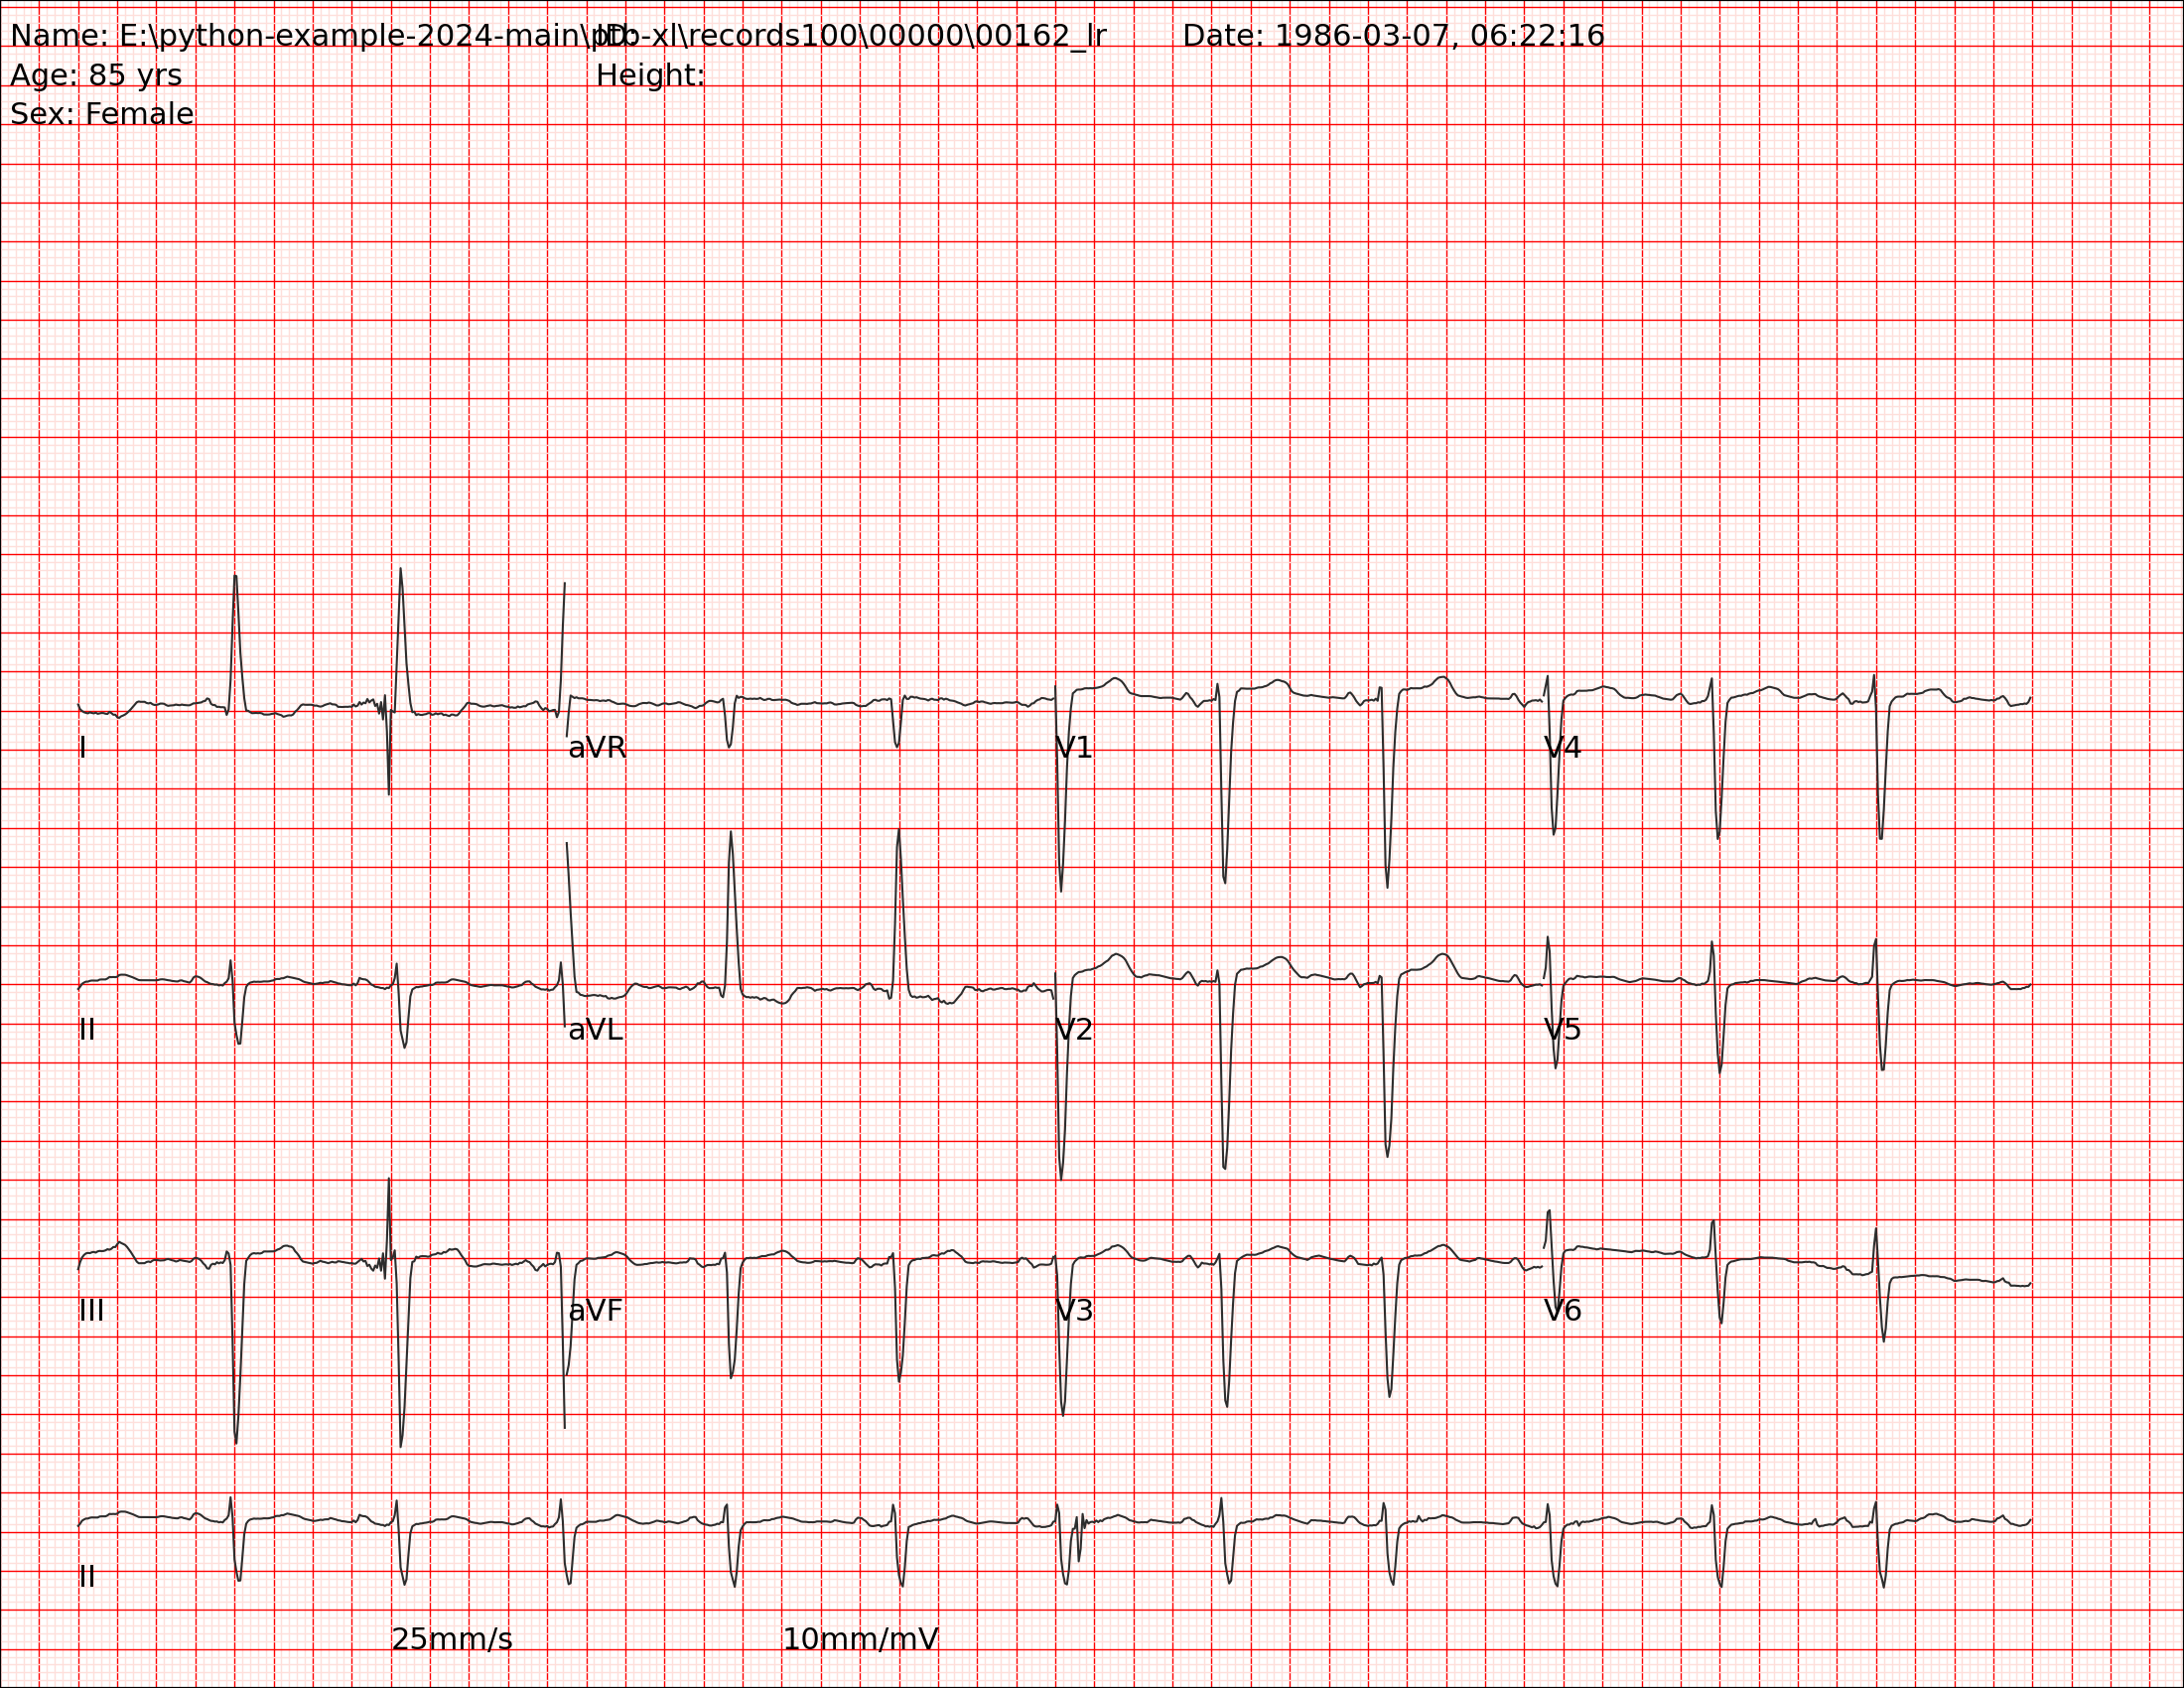 Name: E:\python-example-2024-main\ptb-xl\records100\00000\00162_lr ID: Date: 1986-03-07, 06:22:16
Age: 85 yrs Height:
Sex: Female
I aVR V1 V4
II aVL V2 V5
III aVF V3 V6
II
25mm/s 10mm/mV